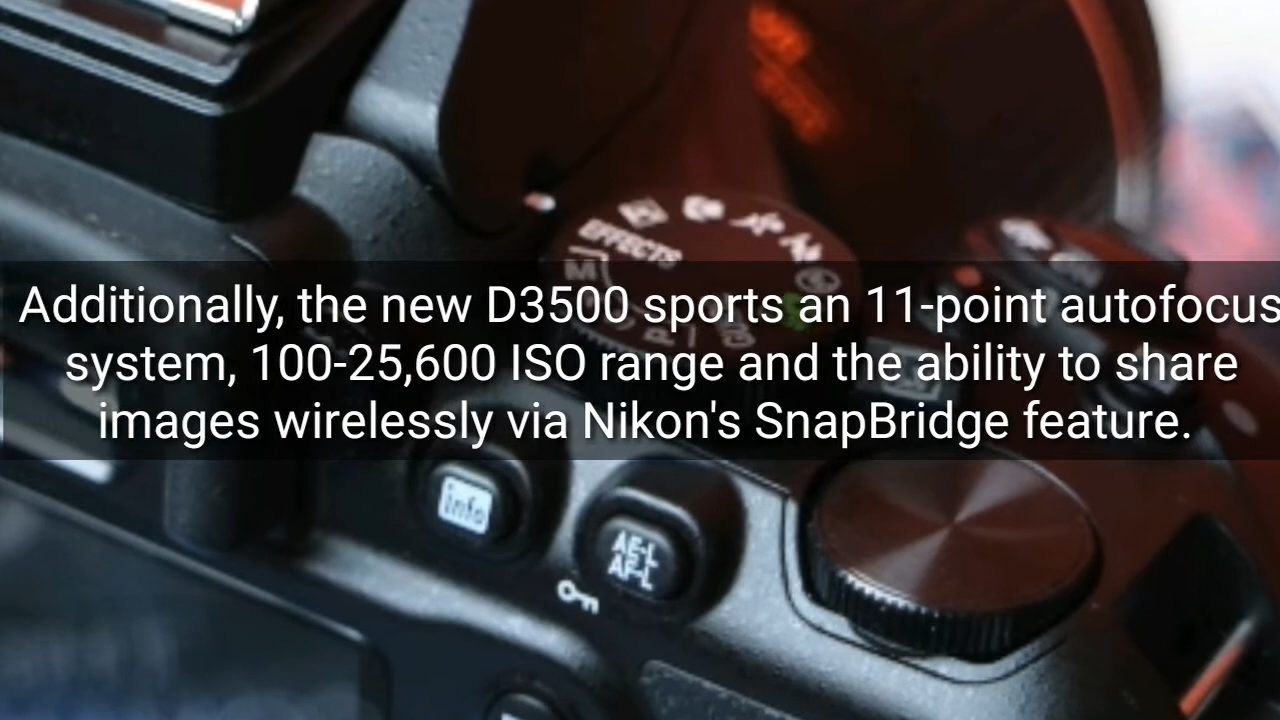 EFFECTS
M
Additionally, the new D3500 sports an 11-point autofocus
system, 100-25,600 ISO range and the ability to share
images wirelessly via Nikon's SnapBridge feature.
info
AE-L
AF-L